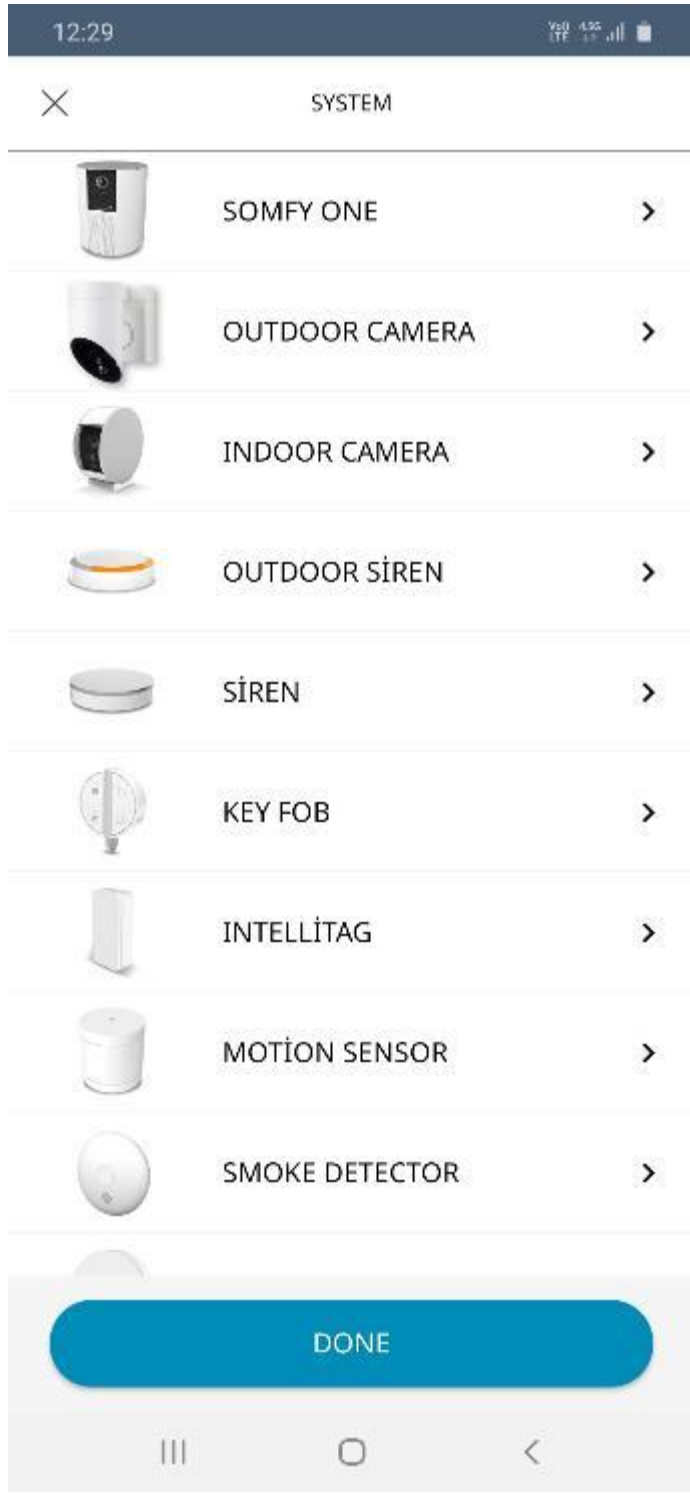 12:29
SYSTEM
SOMFY ONE
OUTDOOR CAMERA
INDOOR CAMERA
OUTDOOR SİREN
SİREN
KEY FOB
INTELLİTAG
MOTİON SENSOR
SMOKE DETECTOR
DONE